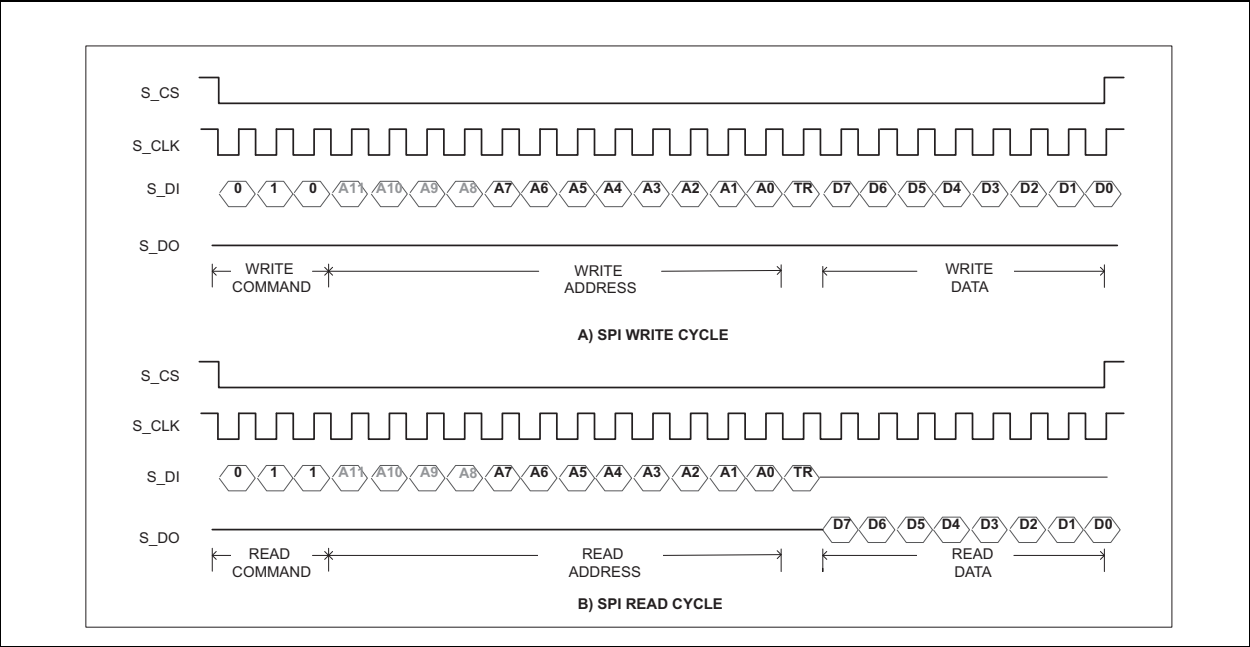 S_CS
S_CLK
S_DI 0 1 0 A11 A10 A9 A8 A7 A6 A5 A4 A3 A2 A1 A0 TR D7 D6 D5 D4 D3 D2 D1 D0
S_DO
WRITE COMMAND
WRITE ADDRESS
WRITE DATA
A) SPI WRITE CYCLE
S_CS
S_CLK
S_DI 0 1 1 A11 A10 A9 A8 A7 A6 A5 A4 A3 A2 A1 A0 TR
S_DO D7 D6 D5 D4 D3 D2 D1 D0
READ COMMAND
READ ADDRESS
READ DATA
B) SPI READ CYCLE